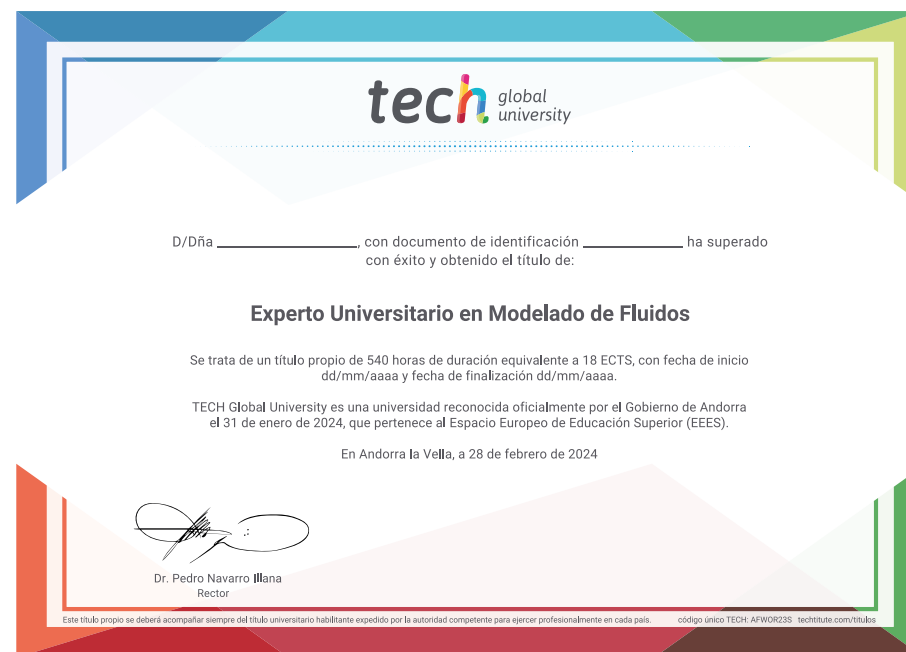 tech global
university
D/Dña ____________, con documento de identificación ____________ ha superado
con éxito y obtenido el título de:
Experto Universitario en Modelado de Fluidos
Se trata de un título propio de 540 horas de duración equivalente a 18 ECTS, con fecha de inicio
dd/mm/aaaa y fecha de finalización dd/mm/aaaa.
TECH Global University es una universidad reconocida oficialmente por el Gobierno de Andorra
el 31 de enero de 2024, que pertenece al Espacio Europeo de Educación Superior (EEES).
En Andorra la Vella, a 28 de febrero de 2024
Dr. Pedro Navarro Illana
Rector
Este título propio se deberá acompañar siempre del título universitario habilitante expedido por la autoridad competente para ejercer profesionalmente en cada país. código único TECH: AFWOR23S techtitute.com/titulos